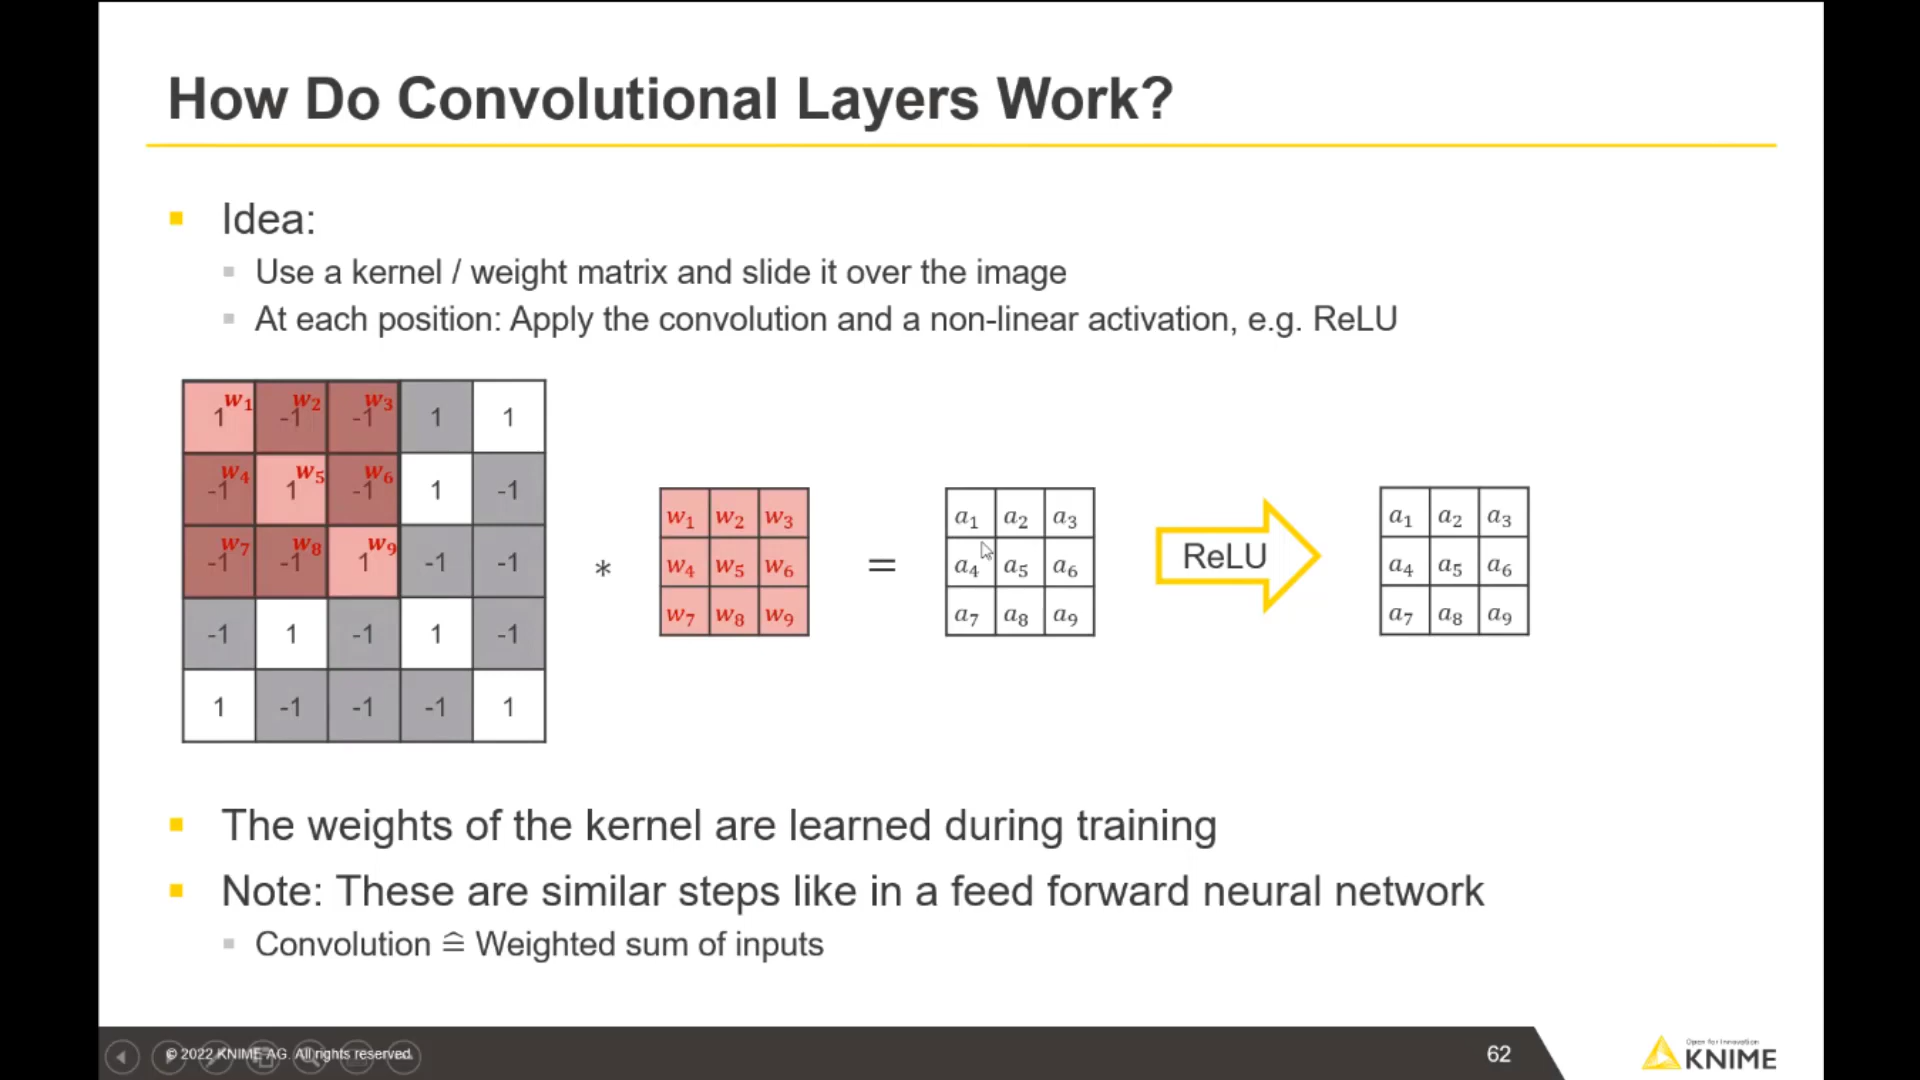 How Do Convolutional Layers Work?
Idea:
Use a kernel / weight matrix and slide it over the image
At each position: Apply the convolution and a non-linear activation, e.g. ReLU
1 w1 -1 w2 -1 w3 1 1
-1 w4 1 w5 -1 w6 1 -1
-1 w7 -1 w8 1 w9 -1 -1
-1 1 -1 1 -1
1 -1 -1 -1 1
*
w1 w2 w3
w4 w5 w6
w7 w8 w9
=
a1 a2 a3
a4 a5 a6
a7 a8 a9
ReLU
a1 a2 a3
a4 a5 a6
a7 a8 a9
The weights of the kernel are learned during training
Note: These are similar steps like in a feed forward neural network
Convolution ≘ Weighted sum of inputs
© 2022 KNIME AG. All rights reserved.
62
Open for Innovation
KNIME